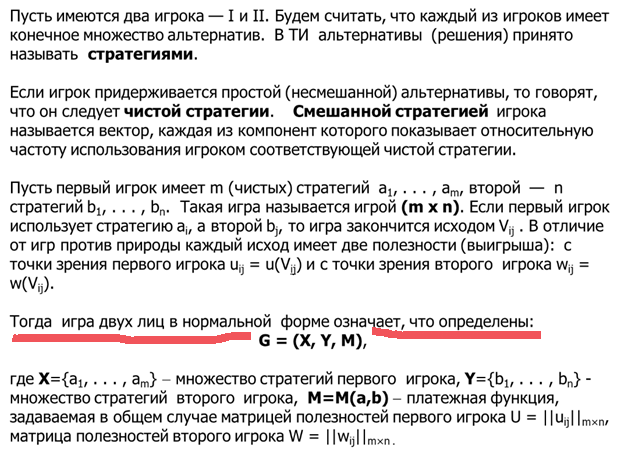 Пусть имеются два игрока — I и II. Будем считать, что каждый из игроков имеет
конечное множество альтернатив. В ТИ альтернативы (решения) принято
называть стратегиями.
Если игрок придерживается простой (несмешанной) альтернативы, то говорят,
что он следует чистой стратегии. Смешанной стратегией игрока
называется вектор, каждая из компонент которого показывает относительную
частоту использования игроком соответствующей чистой стратегии.
Пусть первый игрок имеет m (чистых) стратегий a₁, . . . , aₘ, второй — n
стратегий b₁, . . . , bₙ. Такая игра называется игрой (m x n). Если первый игрок
использует стратегию aᵢ, а второй bⱼ, то игра закончится исходом Vᵢⱼ . В отличие
от игр против природы каждый исход имеет две полезности (выигрыша): с
точки зрения первого игрока uᵢⱼ = u(Vᵢⱼ) и с точки зрения второго игрока wᵢⱼ =
w(Vᵢⱼ).
Тогда игра двух лиц в нормальной форме означает, что определены:
G = (X, Y, M),
где X={a₁, . . . , aₘ} – множество стратегий первого игрока, Y={b₁, . . . , bₙ} -
множество стратегий второго игрока, M=M(a,b) – платежная функция,
задаваемая в общем случае матрицей полезностей первого игрока U = ||uᵢⱼ||ₘₓₙ,
матрица полезностей второго игрока W = ||wᵢⱼ||ₘₓₙ .